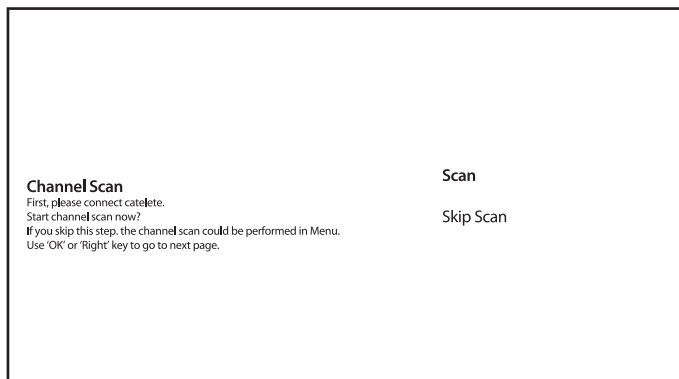 Channel Scan
First, please connect catelete.
Start channel scan now?
If you skip this step. the channel scan could be performed in Menu.
Use ‘OK’ or ‘Right’ key to go to next page.
Scan
Skip Scan